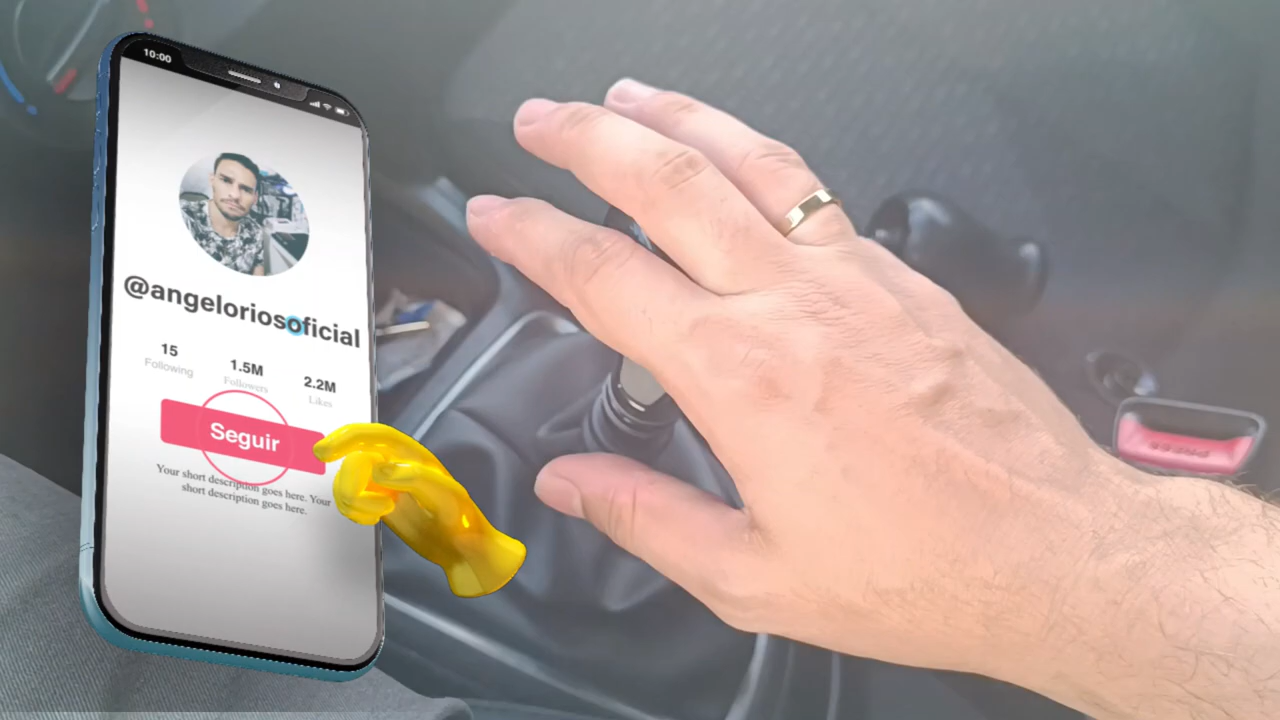 10:00
@angeloriosoficial
15 1.5M 2.2M
Following Followers Likes
Seguir
Your short description goes here. Your
short description goes here.
PRESS